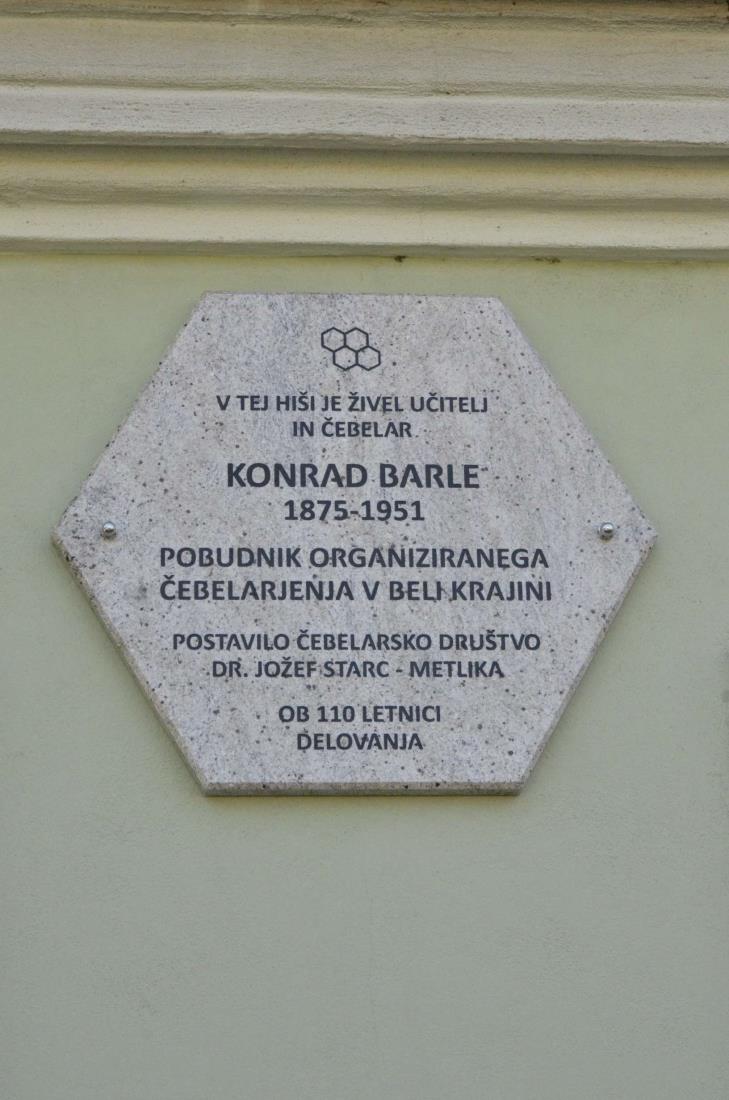 V TEJ HIŠI JE ŽIVEL UČITELJ
IN ČEBELAR
KONRAD BARLE
1875-1951
POBUDNIK ORGANIZIRANEGA
ČEBELARJENJA V BELI KRAJINI
POSTAVILO ČEBELARSKO DRUŠTVO
DR. JOŽEF STARC - METLIKA
OB 110 LETNICI
DELOVANJA